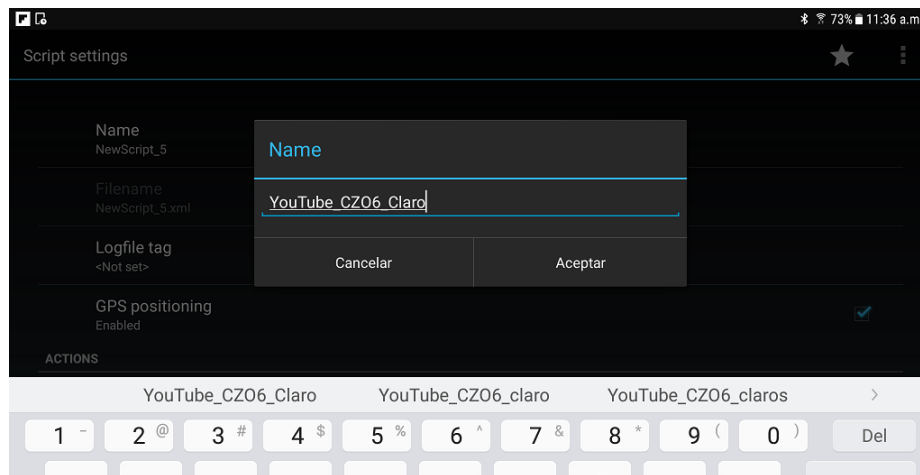 73% 11:36 a.m
Script settings
Name
NewScript_5
Filename
NewScript_5.xml
Logfile tag
<Not set>
GPS positioning
Enabled
ACTIONS
Name
YouTube_CZO6_Claro
Cancelar Aceptar
YouTube_CZO6_Claro YouTube_CZO6_claro YouTube_CZO6_claros
1 - 2 @ 3 # 4 $ 5 % 6 ^ 7 & 8 * 9 ( 0 ) Del